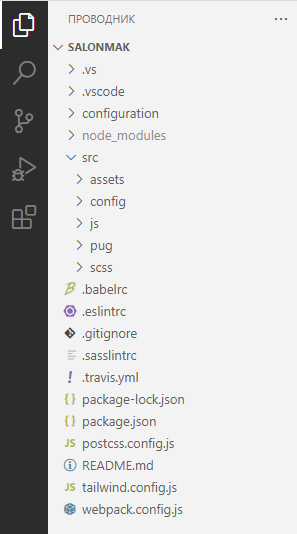 ПРОВОДНИК
SALONMAK
.vs
.vscode
configuration
node_modules
src
assets
config
js
pug
scss
.babelrc
.eslintrc
.gitignore
.sasslintrc
.travis.yml
package-lock.json
package.json
postcss.config.js
README.md
tailwind.config.js
webpack.config.js